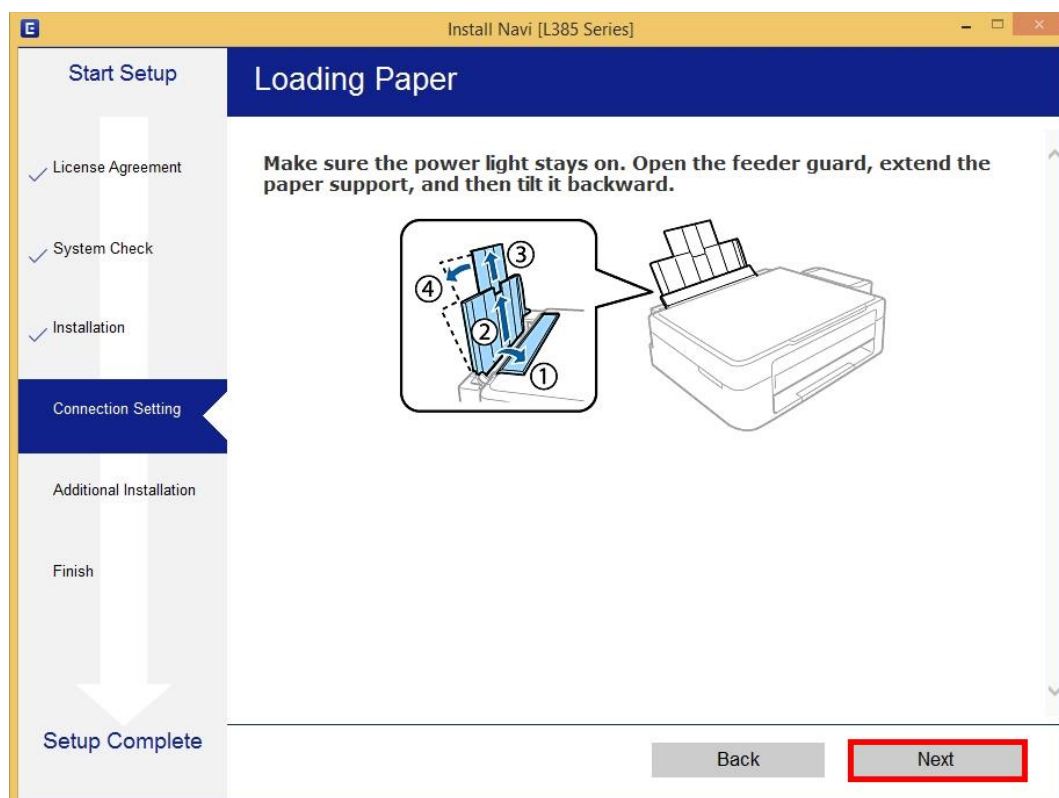 E
Install Navi [L385 Series]
Start Setup
Loading Paper
License Agreement
System Check
Installation
Connection Setting
Additional Installation
Finish
Setup Complete
Make sure the power light stays on. Open the feeder guard, extend the
paper support, and then tilt it backward.
③
④
②
①
Back
Next